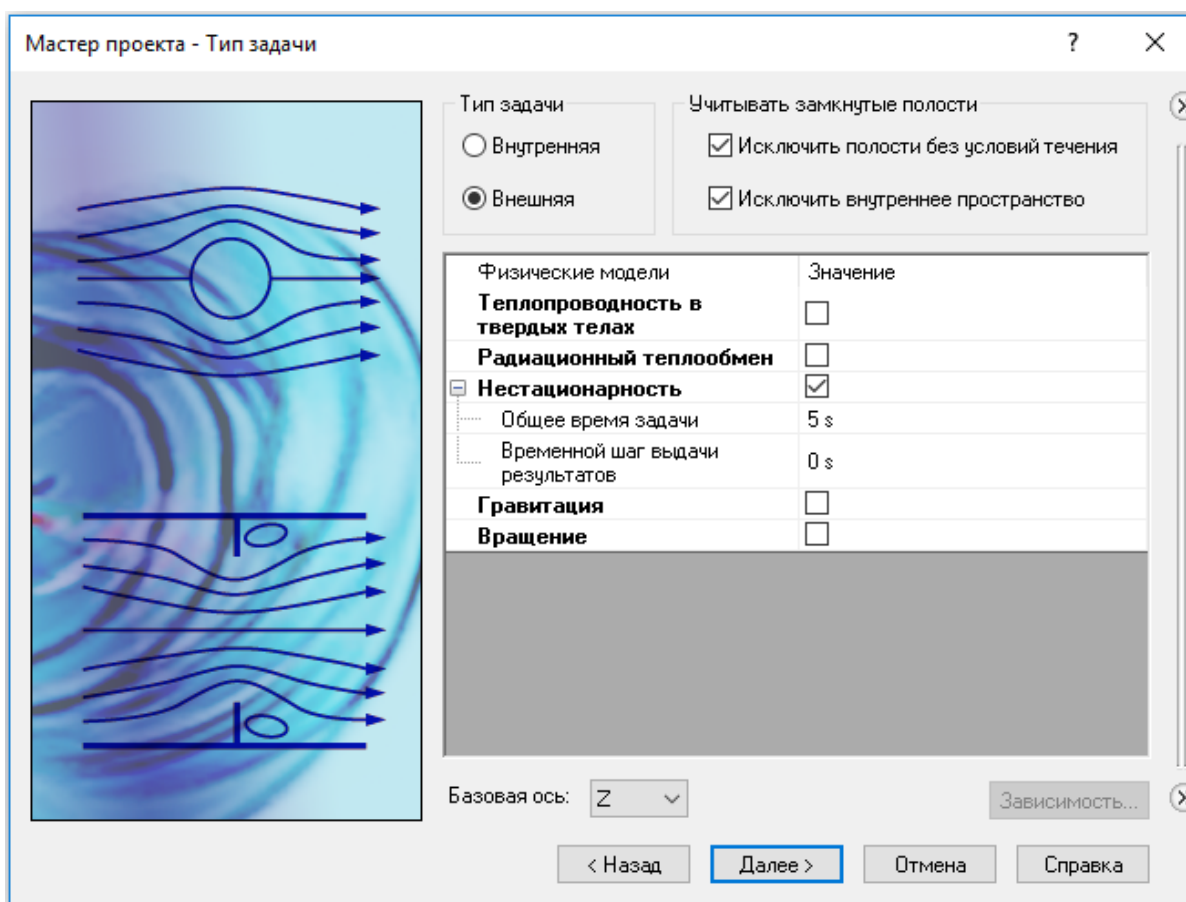 Мастер проекта - Тип задачи
?
Тип задачи
Учитывать замкнутые полости
Внутренняя
Исключить полости без условий течения
Внешняя
Исключить внутреннее пространство
Физические модели Значение
Теплопроводность в
твердых телах
Радиационный теплообмен
Нестационарность
Общее время задачи 5 s
Временной шаг выдачи
результатов 0 s
Гравитация
Вращение
Базовая ось: Z
Зависимость...
< Назад Далее > Отмена Справка